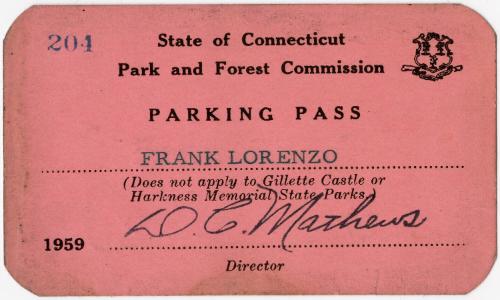 204
State of Connecticut
Park and Forest Commission
PARKING PASS
FRANK LORENZO
(Does not apply to Gillette Castle or
Harkness Memorial State Parks.)
D. C. Mathews
1959
Director